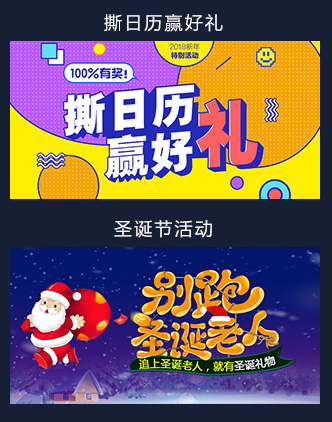 撕日历赢好礼
2018新年
特别活动
100%有奖!
撕日历
赢好礼
圣诞节活动
别跑
圣诞老人
追上圣诞老人，就有圣诞礼物